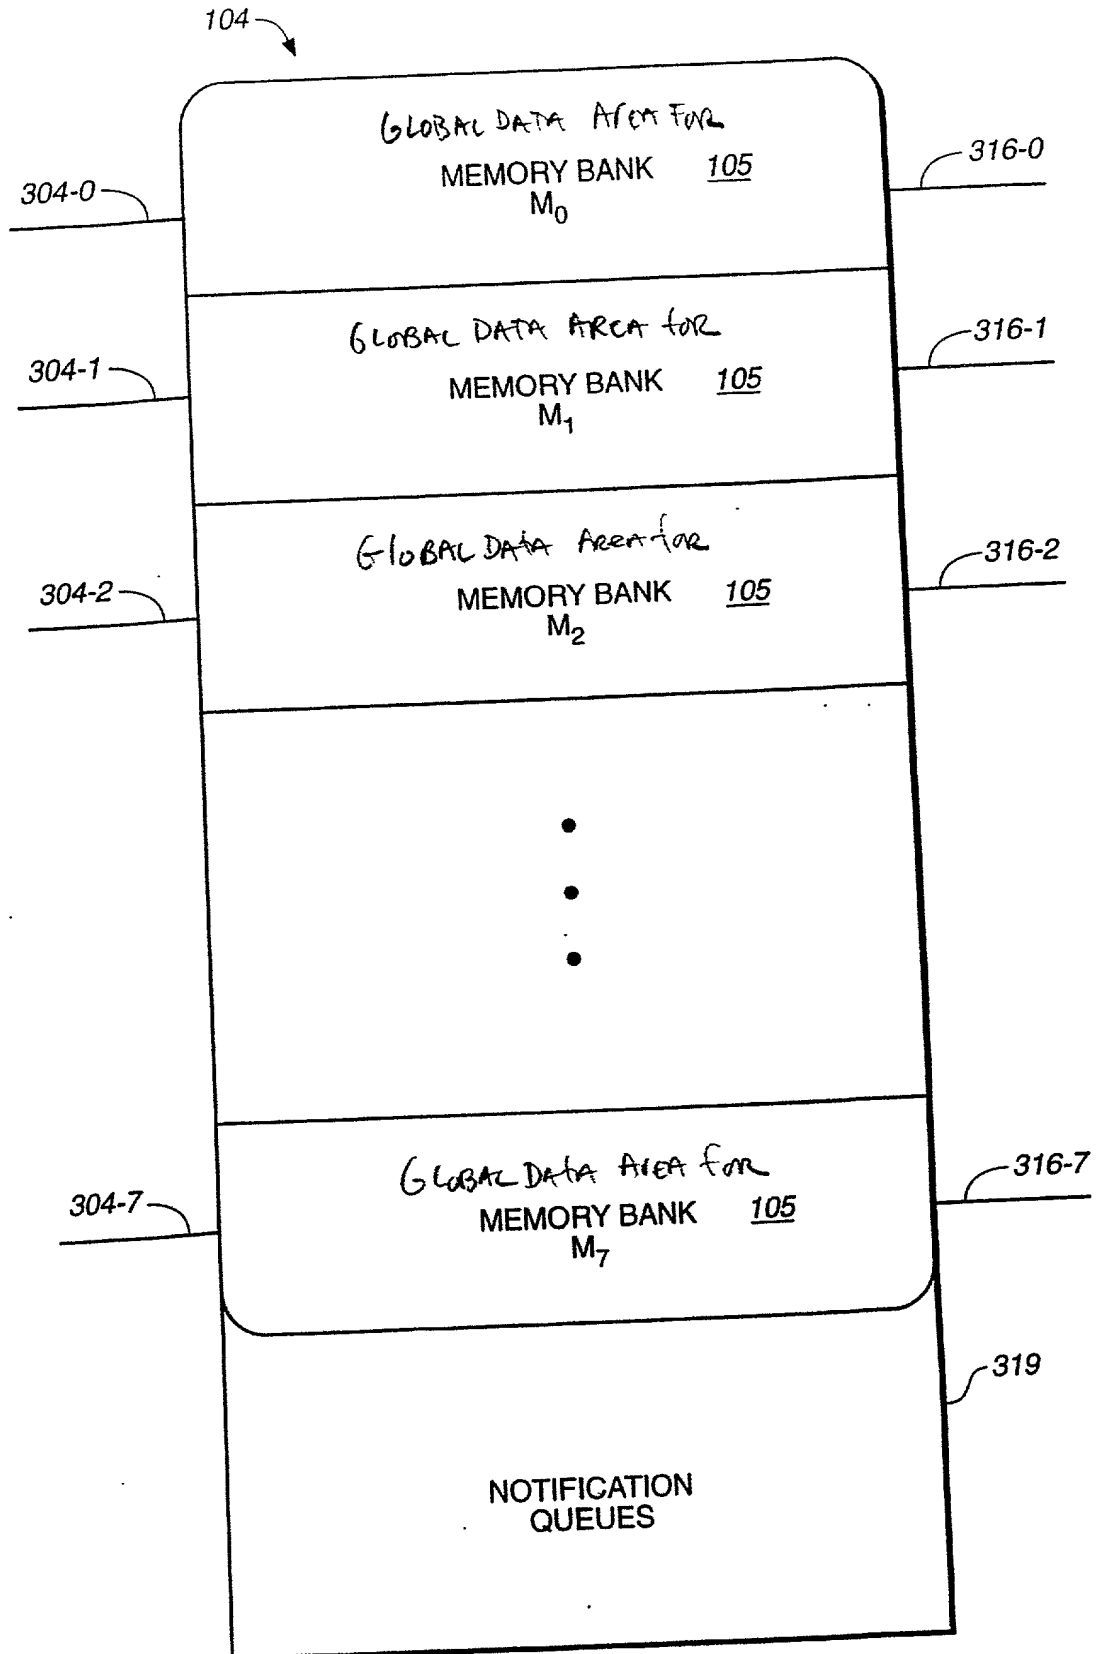 104
GLOBAL DATA AreA For
MEMORY BANK 105
M0
304-0
316-0
GLOBAL DATA AREA foR
MEMORY BANK 105
M1
304-1
316-1
GloBAL DAtA AReA foR
MEMORY BANK 105
M2
304-2
316-2
GLOBAL DAtA AreA for
MEMORY BANK 105
M7
304-7
316-7
319
NOTIFICATION
QUEUES